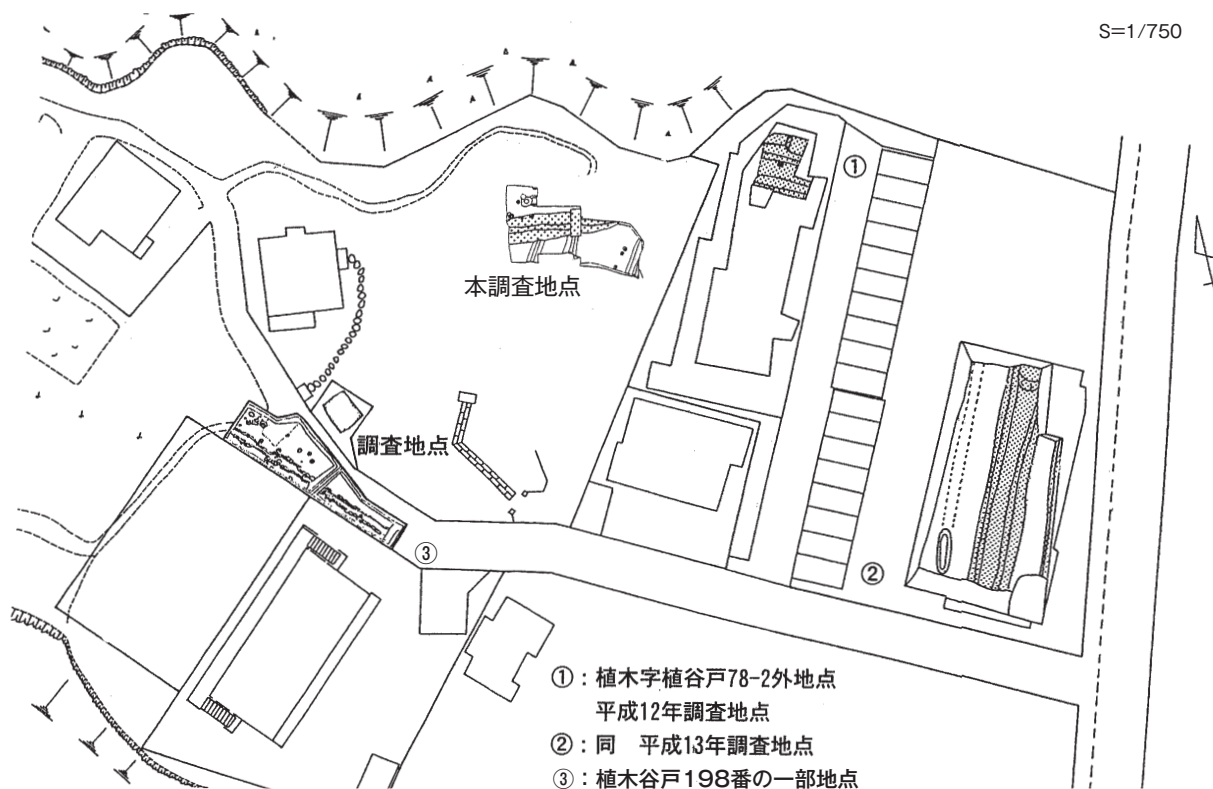 S=1/750
①
本調査地点
調査地点
③
②
①：植木字植谷戸78-2外地点
平成12年調査地点
②：同　平成13年調査地点
③：植木谷戸198番の一部地点